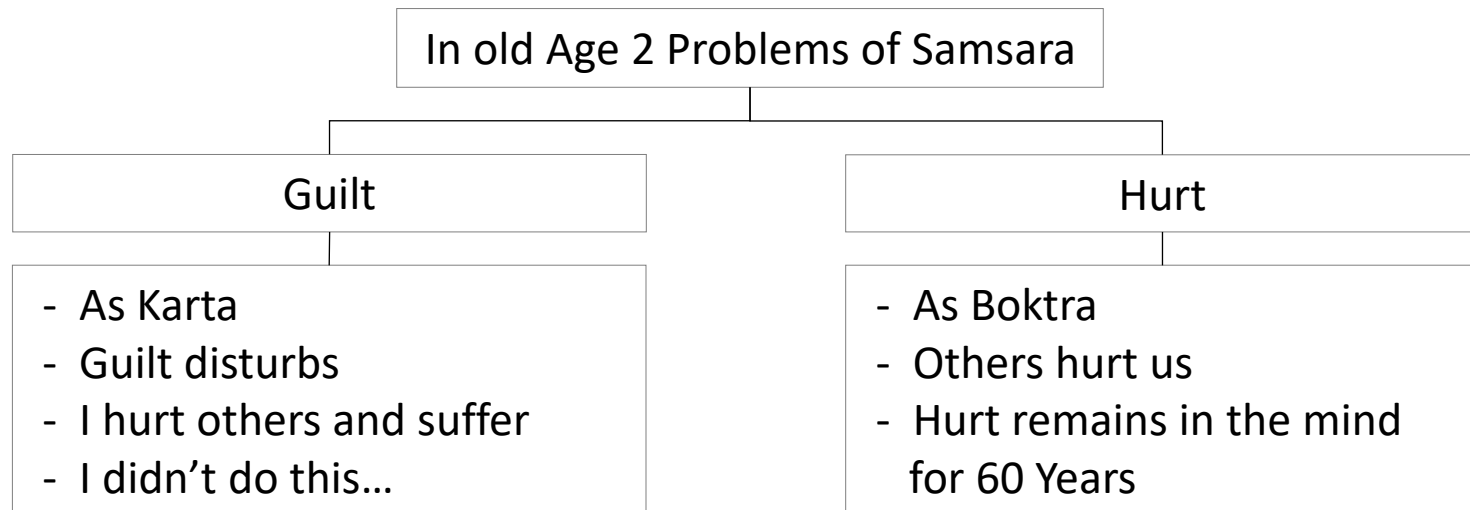 In old Age 2 Problems of Samsara
Guilt
- As Karta
- Guilt disturbs
- I hurt others and suffer
- I didn’t do this…
Hurt
- As Boktra
- Others hurt us
- Hurt remains in the mind
for 60 Years